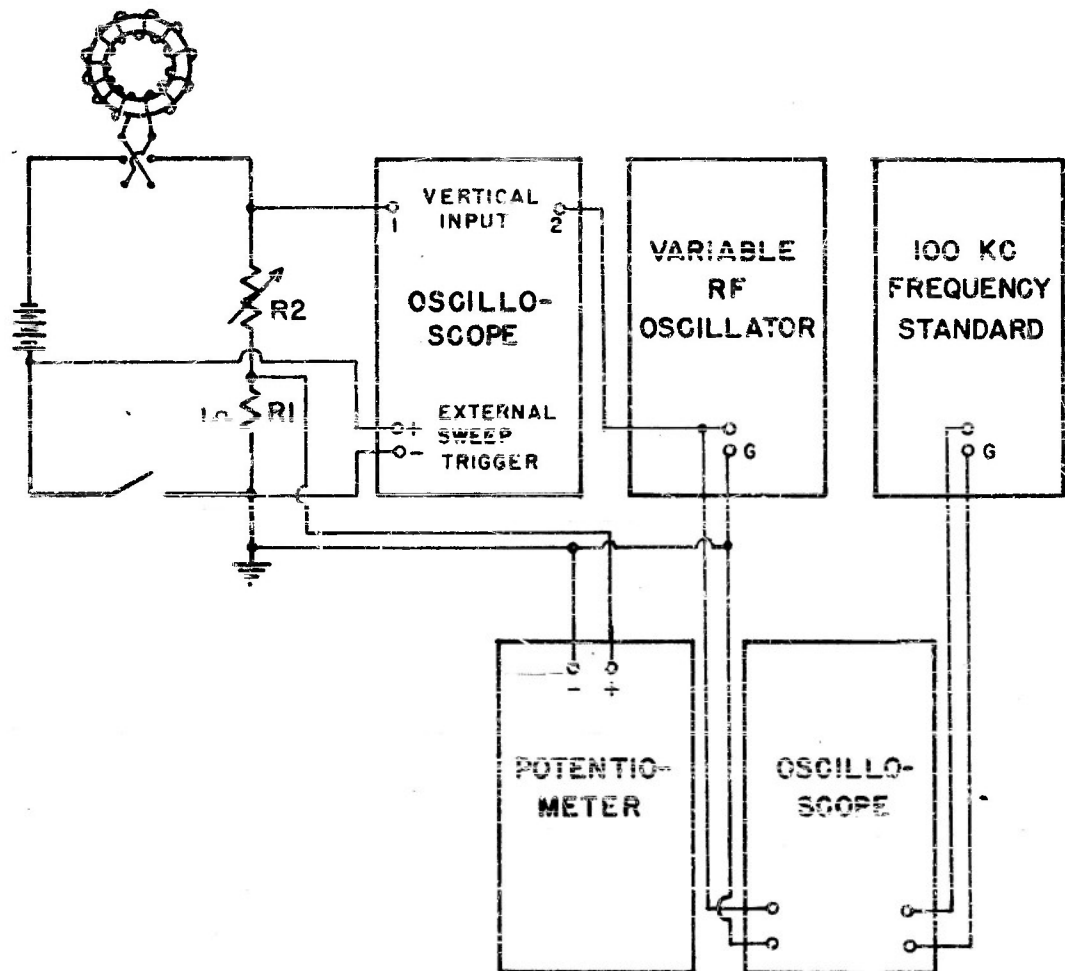 VERTICAL
INPUT
1
2
OSCILLO-
SCOPE
R2
R1
+
-
EXTERNAL
SWEEP
TRIGGER
VARIABLE
RF
OSCILLATOR
G
100 KC
FREQUENCY
STANDARD
G
- +
POTENTIO-
METER
OSCILLO-
SCOPE